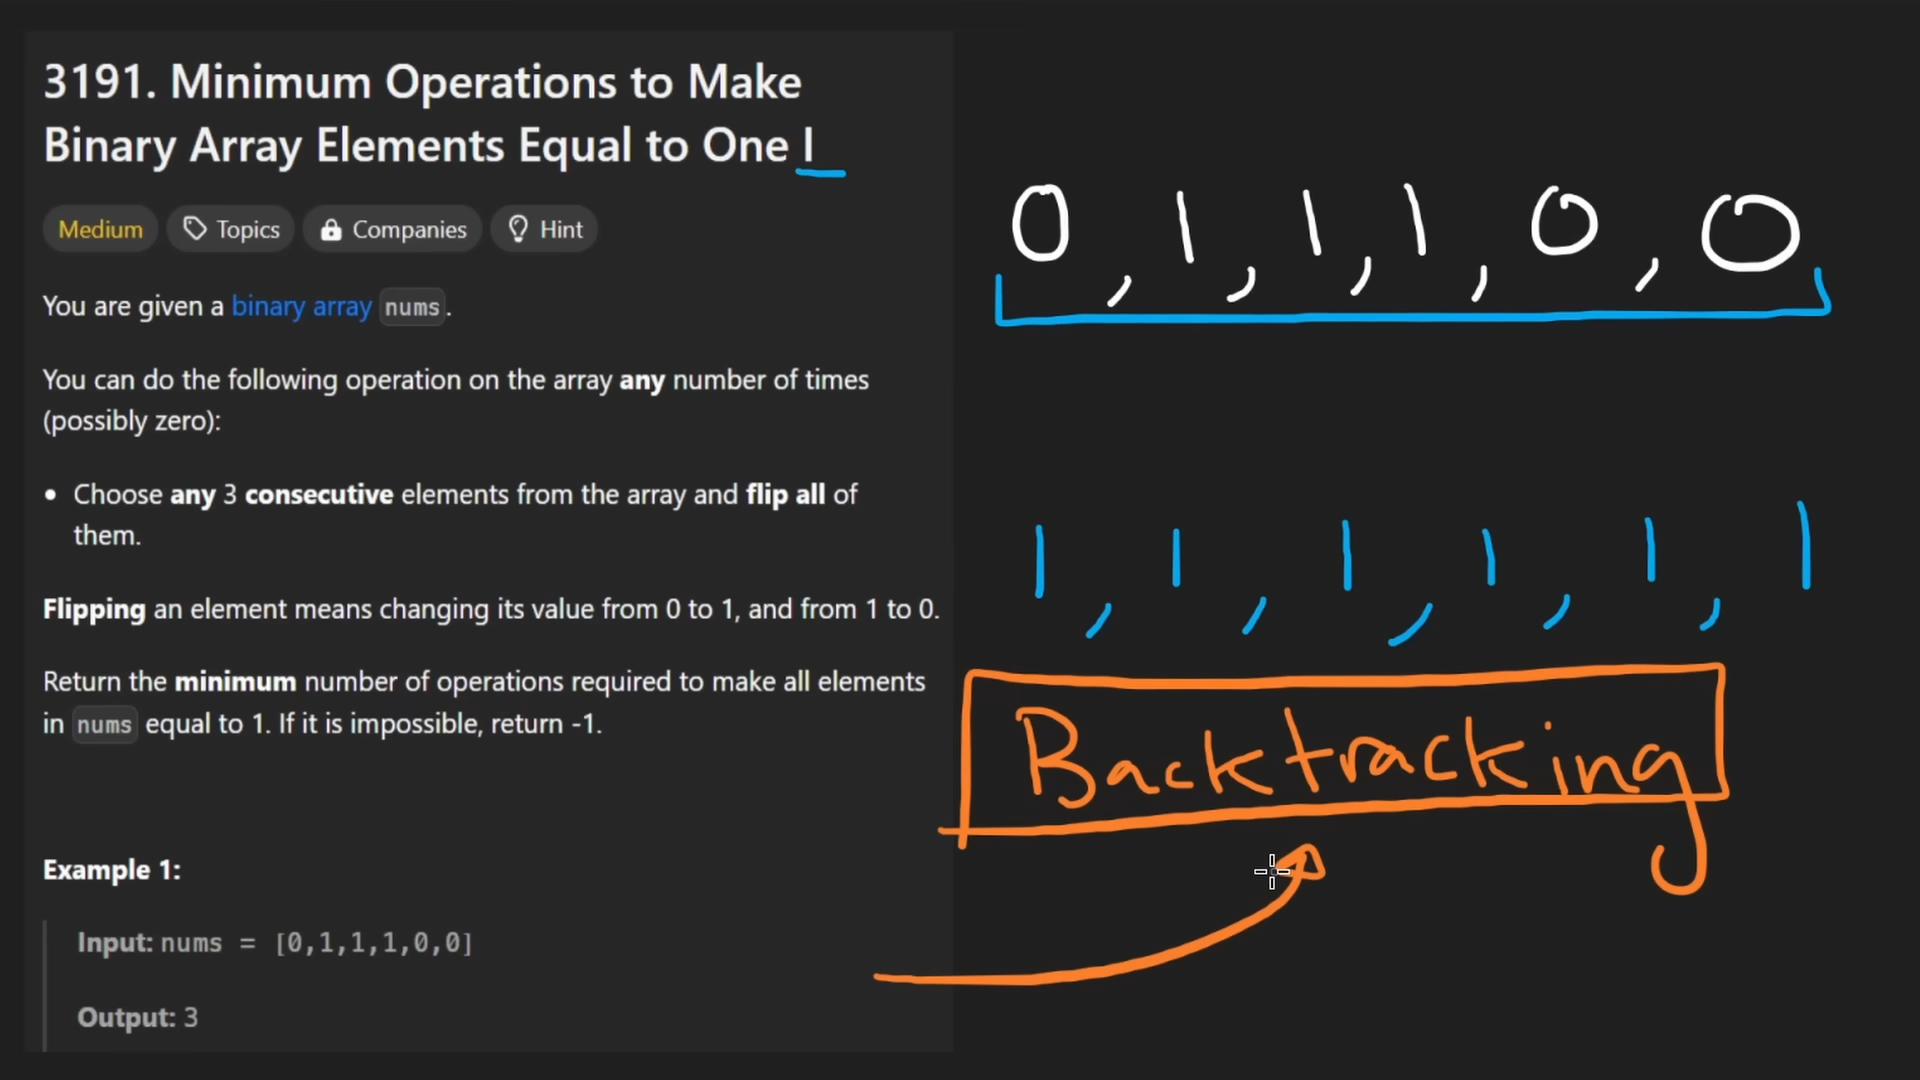 3191. Minimum Operations to Make
Binary Array Elements Equal to One I
Medium Topics Companies Hint
You are given a binary array nums.
You can do the following operation on the array any number of times
(possibly zero):
• Choose any 3 consecutive elements from the array and flip all of
them.
Flipping an element means changing its value from 0 to 1, and from 1 to 0.
Return the minimum number of operations required to make all elements
in nums equal to 1. If it is impossible, return -1.
Example 1:
Input: nums = [0,1,1,1,0,0]
Output: 3
0, 1, 1, 1, 0, 0
1, 1, 1, 1, 1, 1
Backtracking